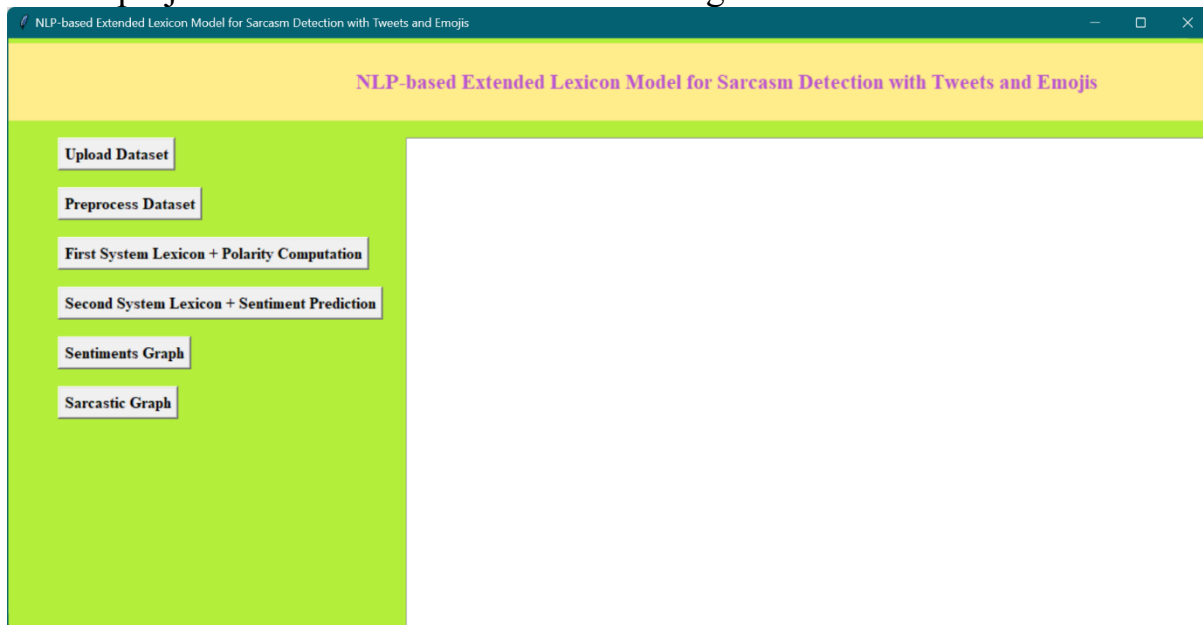 NLP-based Extended Lexicon Model for Sarcasm Detection with Tweets and Emojis
NLP-based Extended Lexicon Model for Sarcasm Detection with Tweets and Emojis
Upload Dataset
Preprocess Dataset
First System Lexicon + Polarity Computation
Second System Lexicon + Sentiment Prediction
Sentiments Graph
Sarcastic Graph